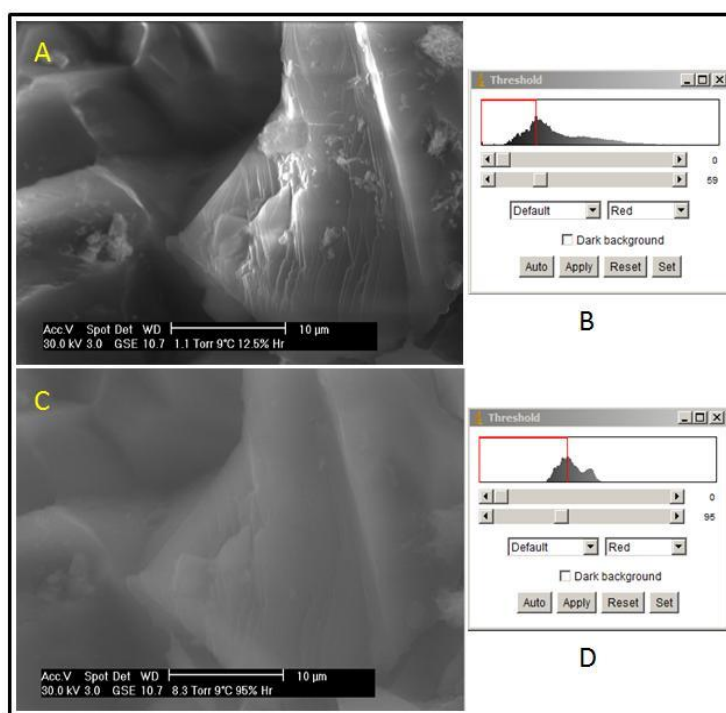 A
Acc.V Spot Det WD 10 µm
30.0 kV 3.0 GSE 10.7 1.1 Torr 9°C 12.5% Hr
Threshold
0
59
Default Red
Dark background
Auto Apply Reset Set
B
C
Acc.V Spot Det WD 10 µm
30.0 kV 3.0 GSE 10.7 8.3 Torr 9°C 95% Hr
Threshold
0
95
Default Red
Dark background
Auto Apply Reset Set
D